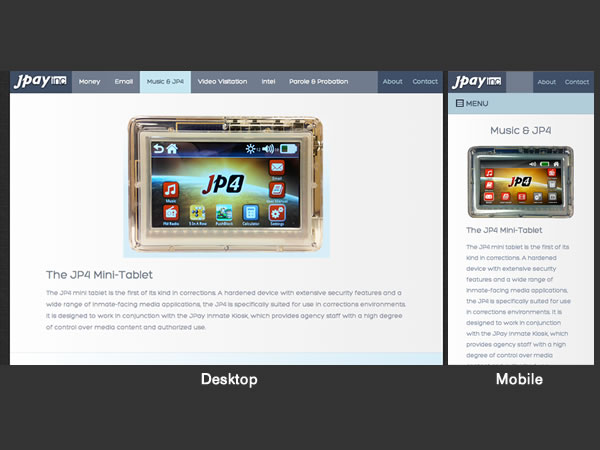 JPay INC Money Email Music & JP4 Video Visitation Intel Parole & Probation About Contact
JP4
Email
Music
FM Radio
5 in A Row
PushBlock
Calculator
Settings
The JP4 Mini-Tablet
The JP4 mini tablet is the first of its kind in corrections. A hardened device with extensive security features and a
wide range of inmate-facing media applications, the JP4 is specifically suited for use in corrections environments.
It is designed to work in conjunction with the JPay Inmate Kiosk, which provides agency staff with a high degree
of control over media content and authorized use.
Desktop
JPay INC About Contact
MENU
Music & JP4
JP4
The JP4 Mini-Tablet
The JP4 mini tablet is the first of its
kind in corrections. A hardened
device with extensive security
features and a wide range of
inmate-facing media applications,
the JP4 is specifically suited for use
in corrections environments. It is
designed to work in conjunction
with the JPay Inmate Kiosk, which
provides agency staff with a high
degree of control over media
Mobile